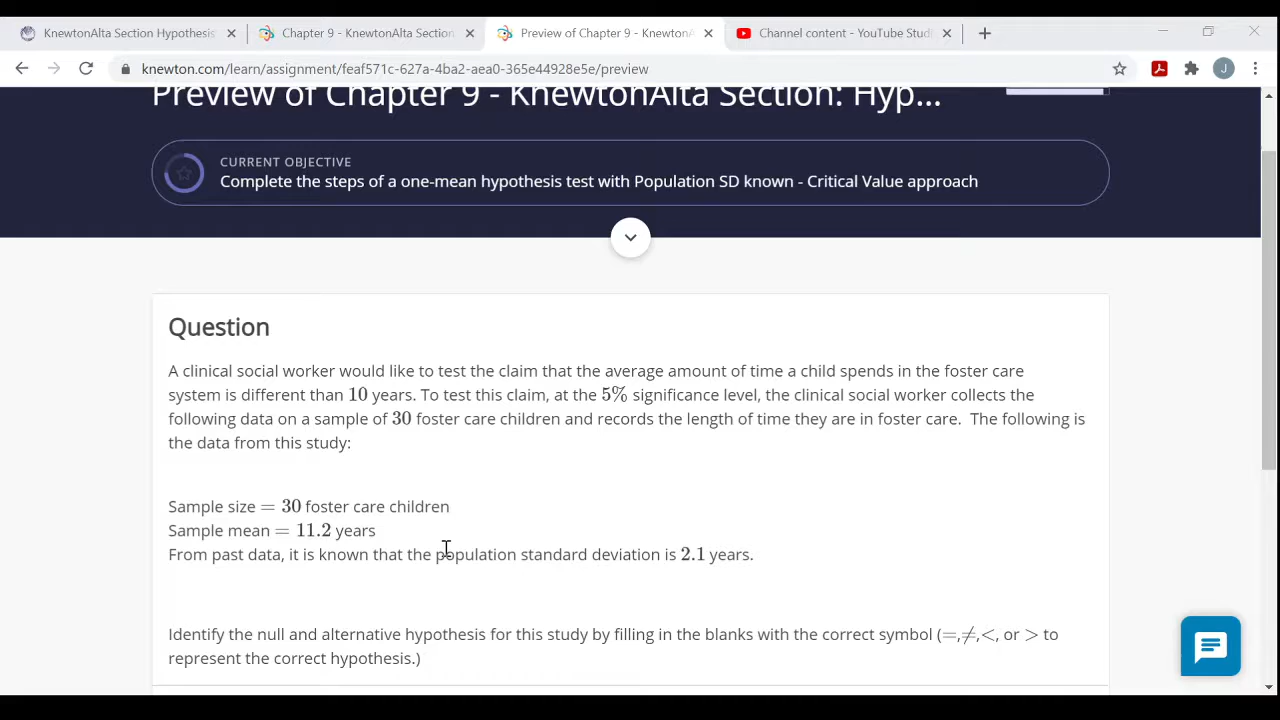 KnewtonAlta Section Hypothesis
Chapter 9 - KnewtonAlta Section
Preview of Chapter 9 - KnewtonA
Channel content - YouTube Studi
knewton.com/learn/assignment/feaf571c-627a-4ba2-aea0-365e44928e5e/preview
J
Preview of Chapter 9 - KnewtonAlta Section: Hyp...
CURRENT OBJECTIVE
Complete the steps of a one-mean hypothesis test with Population SD known - Critical Value approach
Question
A clinical social worker would like to test the claim that the average amount of time a child spends in the foster care
system is different than 10 years. To test this claim, at the 5% significance level, the clinical social worker collects the
following data on a sample of 30 foster care children and records the length of time they are in foster care.  The following is
the data from this study:
Sample size = 30 foster care children
Sample mean = 11.2 years
From past data, it is known that the population standard deviation is 2.1 years.
Identify the null and alternative hypothesis for this study by filling in the blanks with the correct symbol (=,≠,<, or > to
represent the correct hypothesis.)